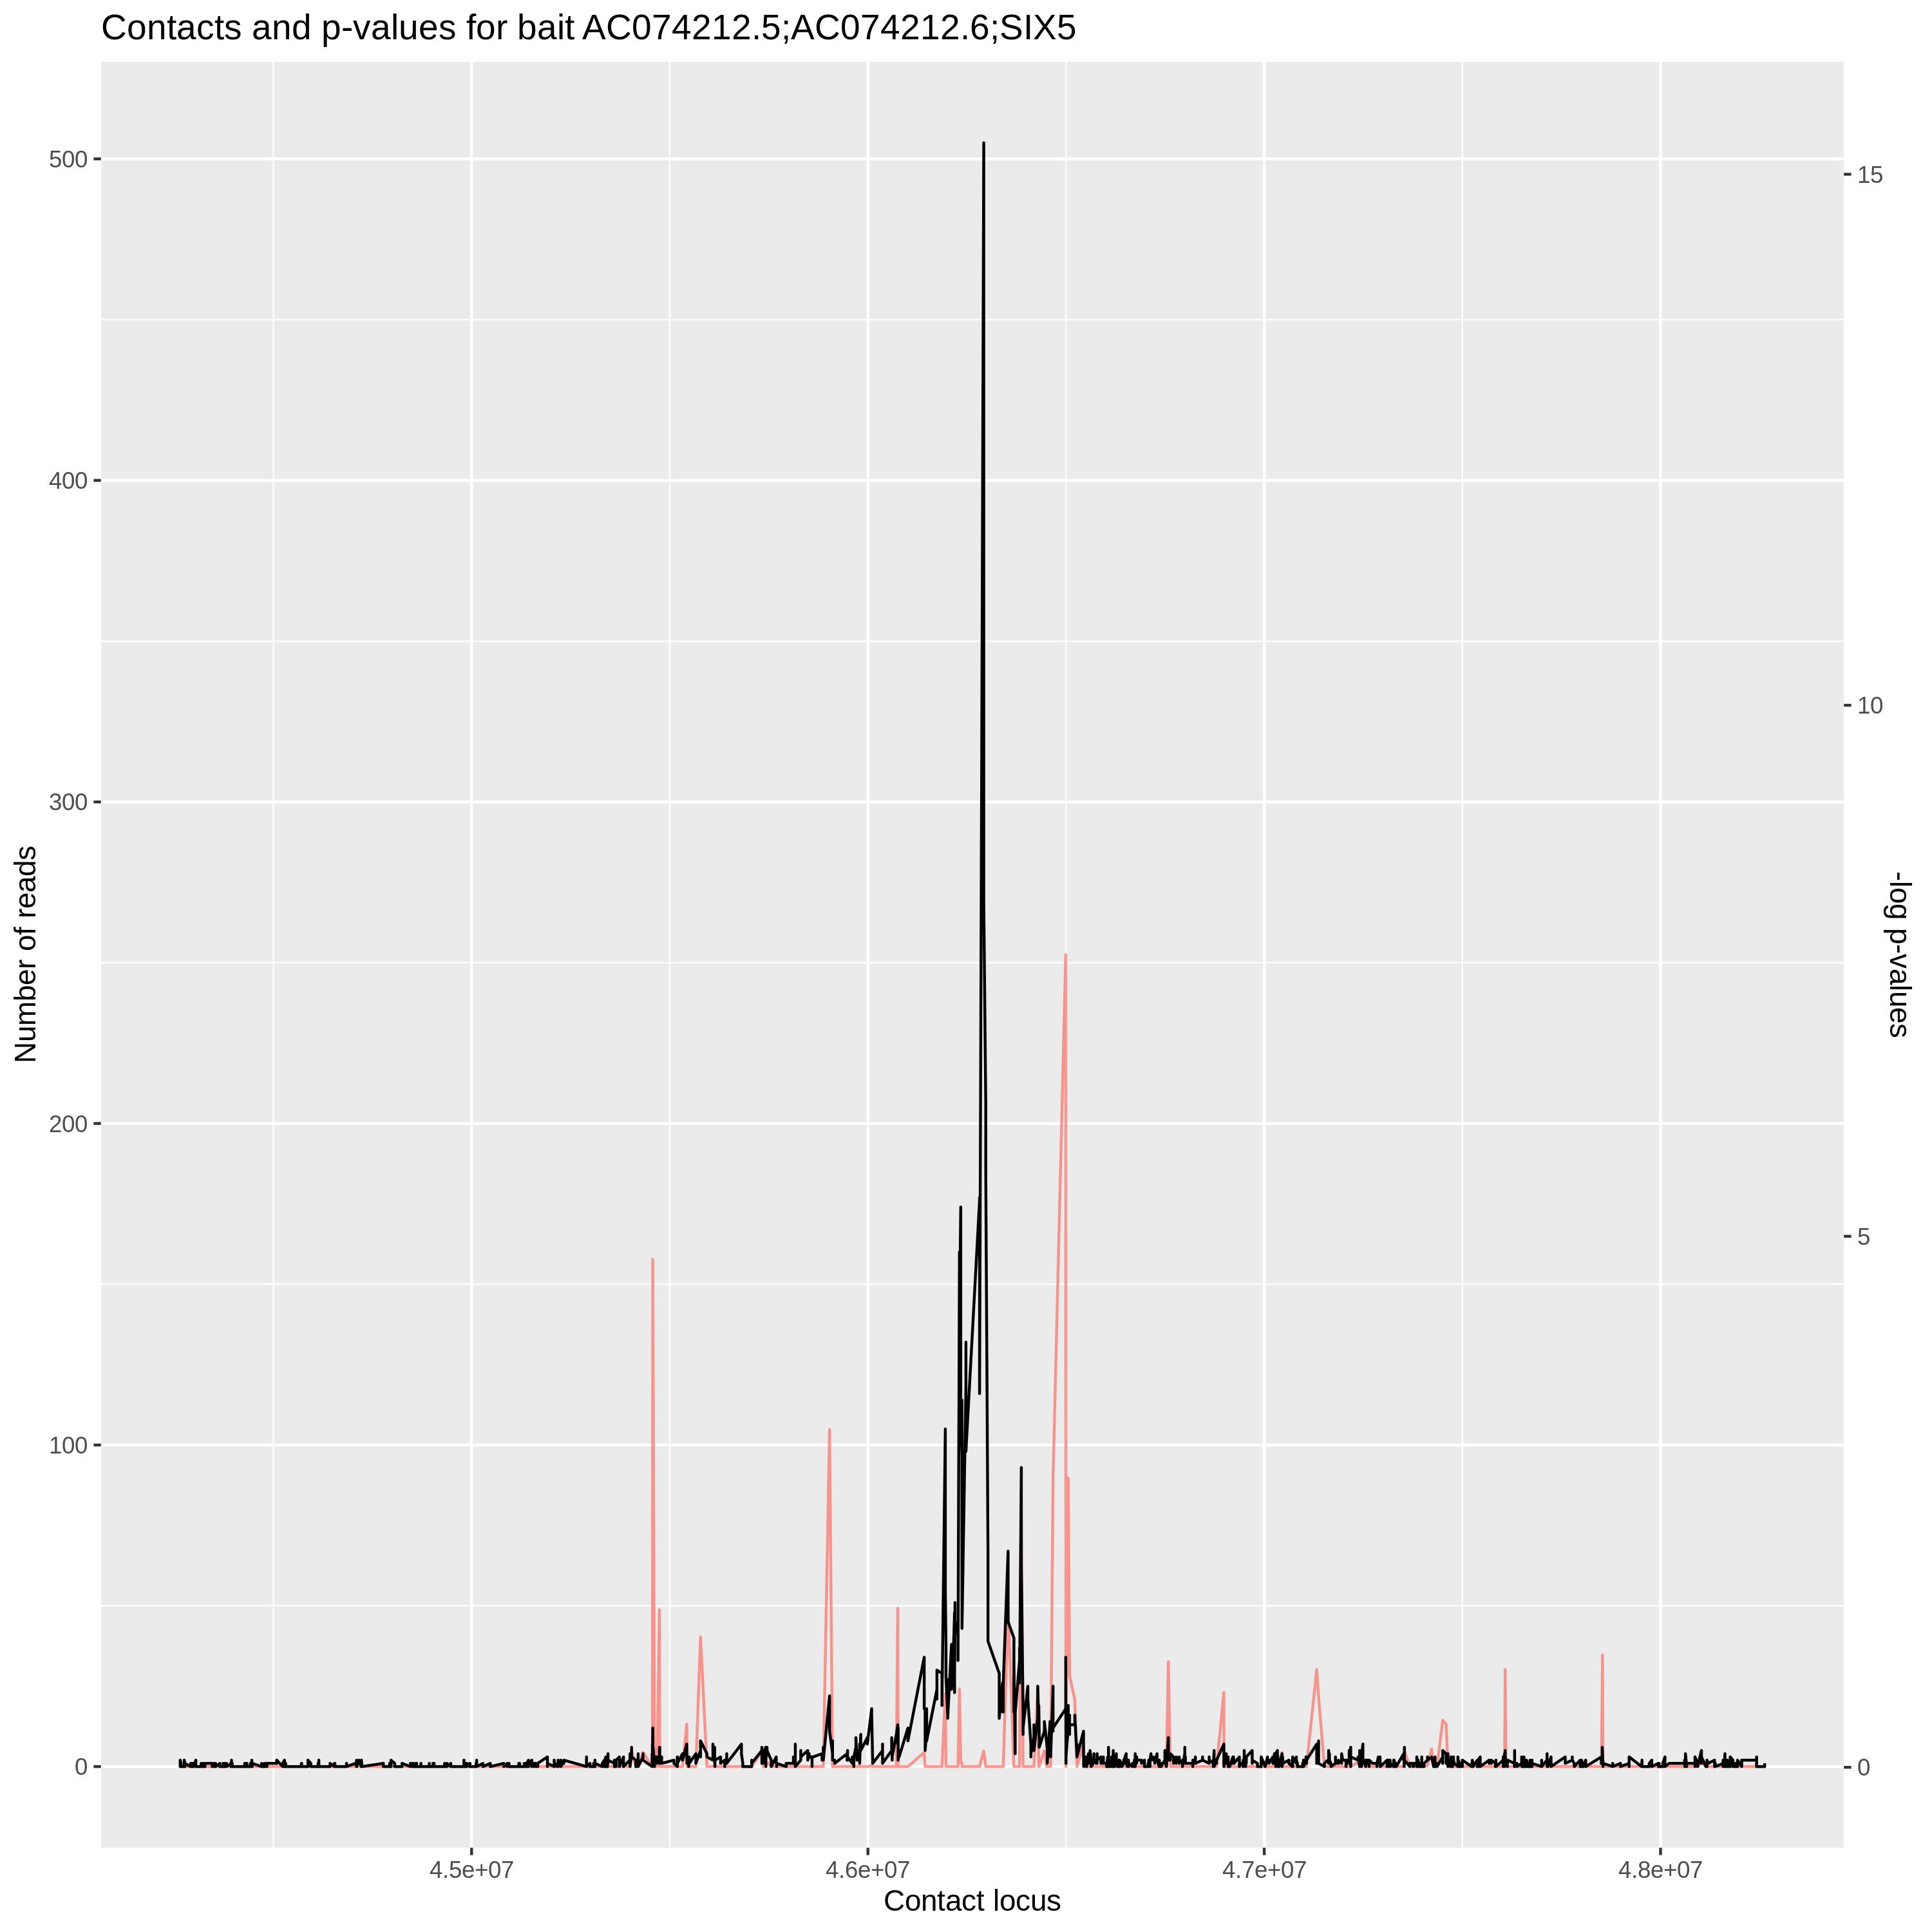 Contacts and p-values for bait AC074212.5;AC074212.6;SIX5
500
400
300
200
100
0
15
10
5
0
Number of reads
-log p-values
4.5e+07 4.6e+07 4.7e+07 4.8e+07
Contact locus